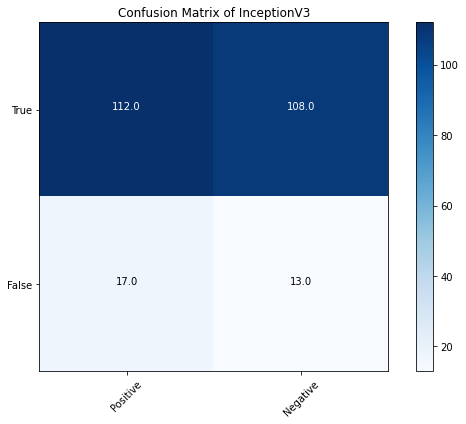 Confusion Matrix of InceptionV3
True
112.0
108.0
False
17.0
13.0
Positive
Negative
100
80
60
40
20